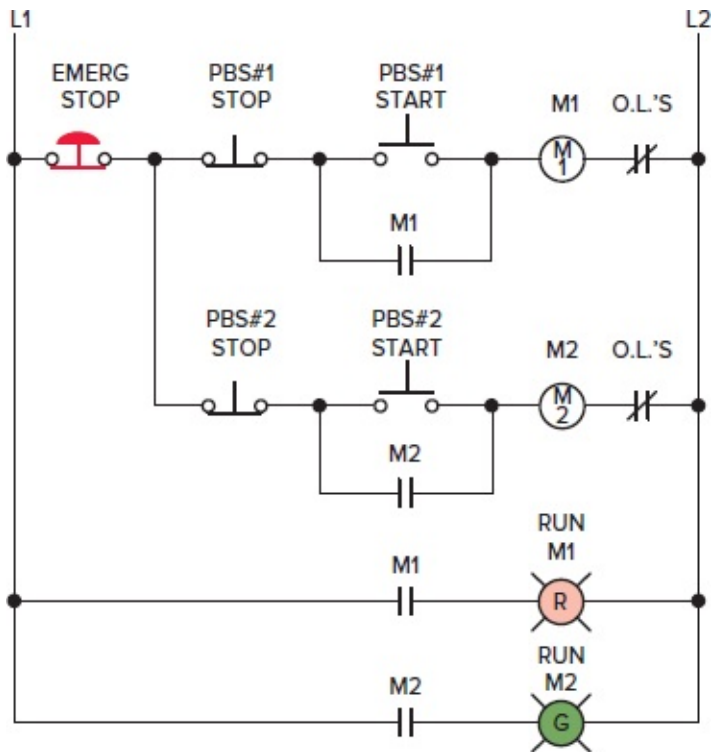 L1
L2
EMERG
STOP
PBS#1
STOP
PBS#1
START
M1
O.L.'S
M
1
M1
PBS#2
STOP
PBS#2
START
M2
O.L.'S
M
2
M2
RUN
M1
M1
R
RUN
M2
M2
G